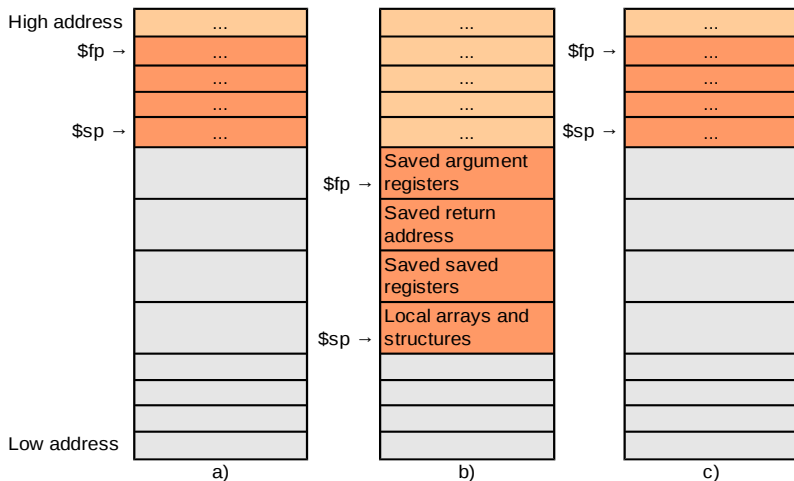 High address
...
...
...
$fp →
...
...
$fp →
...
...
...
...
...
...
...
$sp →
...
...
$sp →
...
Saved argument
registers
$fp →
Saved return
address
Saved saved
registers
Local arrays and
structures
$sp →
Low address
a)
b)
c)